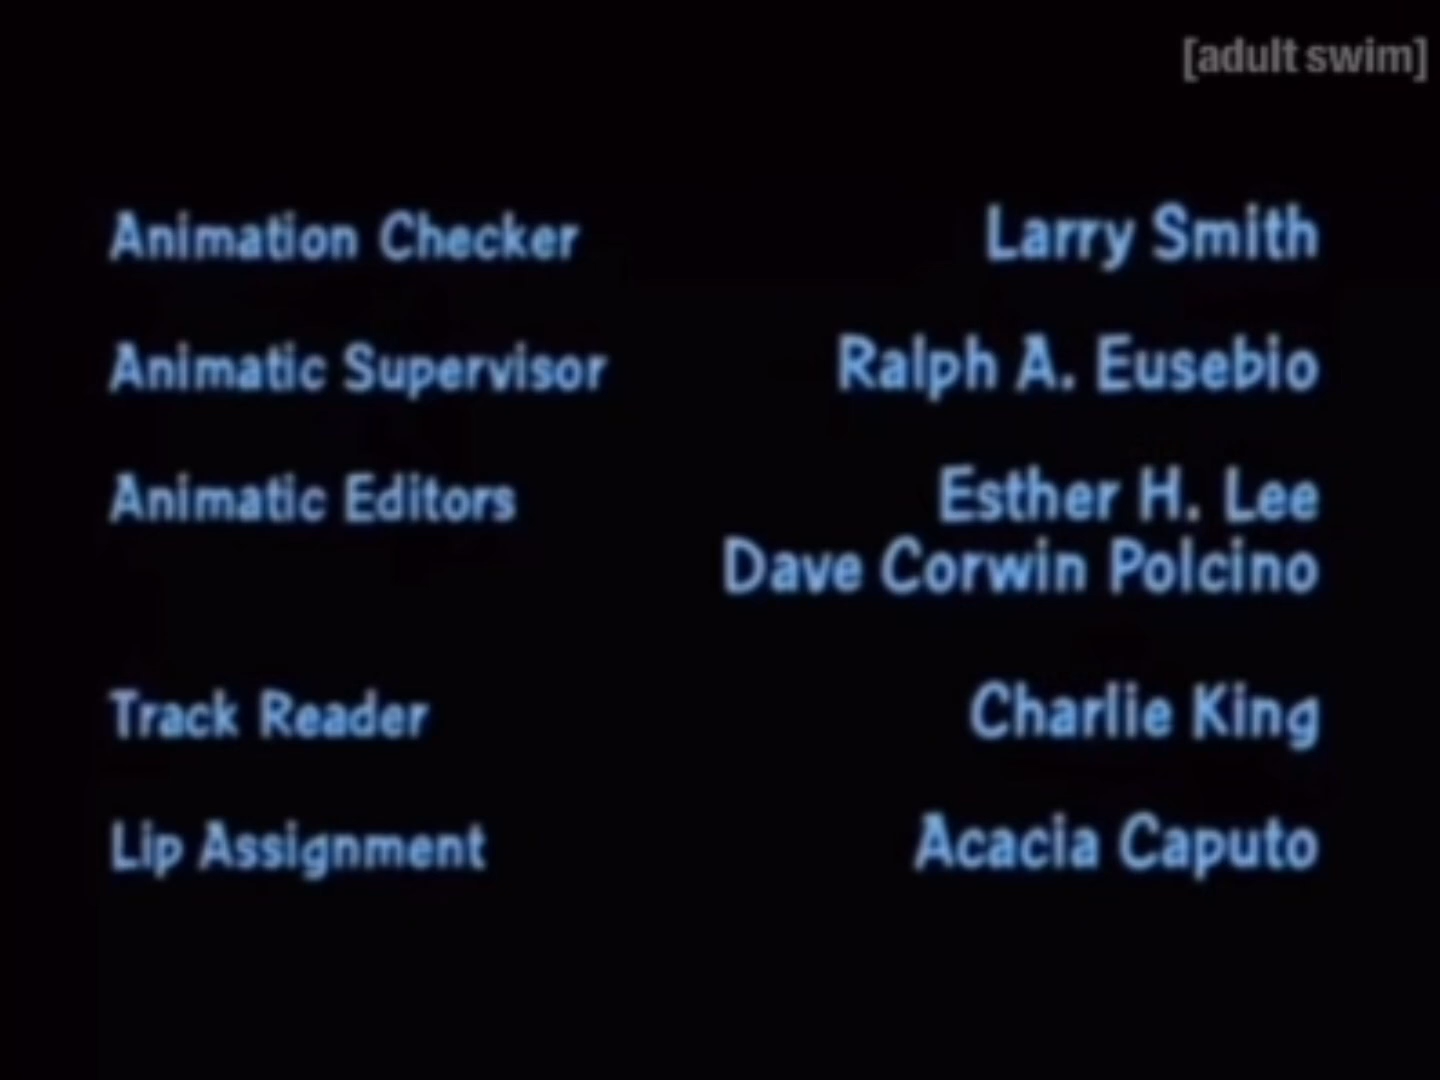 [adult swim]
Animation Checker Larry Smith
Animatic Supervisor Ralph A. Eusebio
Animatic Editors Esther H. Lee
Dave Corwin Polcino
Track Reader Charlie King
Lip Assignment Acacia Caputo